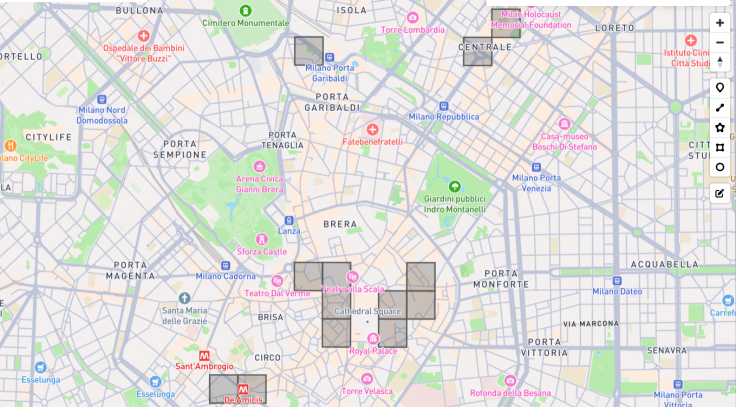 BULLONA
ISOLA
Cimitero Monumentale
Torre Lombardia
Milan Holocaust
Memorial Foundation
LORETO
Ospedale dei Bambini
"Vittore Buzzi"
CENTRALE
Istituto Clinico
Città Studi
PORTELLO
Milano Porta
Garibaldi
PORTA
GARIBALDI
Milano Nord
Domodossola
Milano Repubblica
CITYLIFE
PORTA
SEMPIONE
PORTA
TENAGLIA
Fatebenefratelli
Casa-museo
Boschi Di Stefano
CITT
STU
Milano CityLife
Arena Civica
Gianni Brera
Milano Porta
Venezia
LA
Giardini pubblici
Indro Montanelli
Lanza
BRERA
Sforza Castle
PORTA
MAGENTA
Milano Cadorna
ACQUABELLA
Teatro Dal Verme
Teatro alla Scala
PORTA
MONFORTE
Milano Dateo
Santa Maria
delle Grazie
BRISA
Cathedral Square
Carref
VIA MARCONA
Royal Palace
PORTA
VITTORIA
SENAVRA
Sant'Ambrogio
CIRCO
Esselunga
Esselunga
De Amicis
Torre Velasca
Rotonda della Besana
Milano Porta
Vittoria